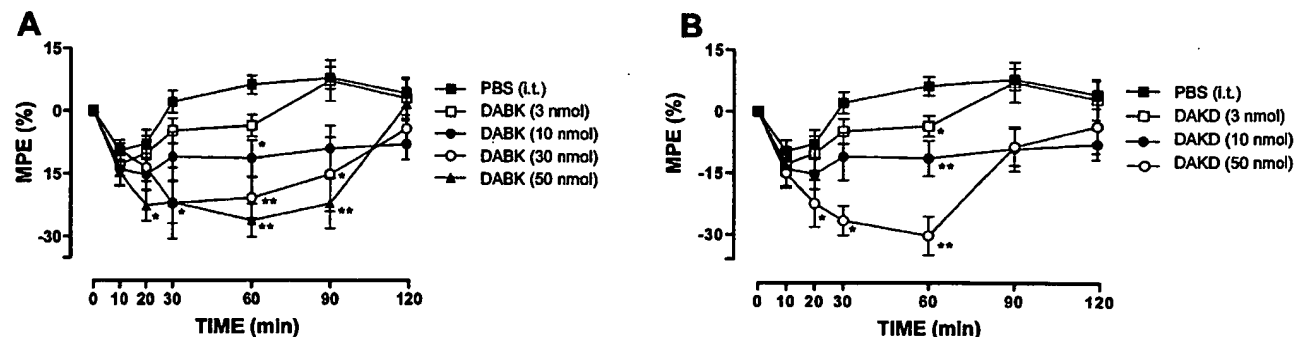 A
MPE (%)
15
0
15
-30
0 10 20 30 60 90 120
TIME (min)
PBS (i.t.)
DABK (3 nmol)
DABK (10 nmol)
DABK (30 nmol)
DABK (50 nmol)
* * * ** ** * **
B
MPE (%)
15
0
-15
-30
0 10 20 30 60 90 120
TIME (min)
PBS (i.t.)
DAKD (3 nmol)
DAKD (10 nmol)
DAKD (50 nmol)
* * * ** **